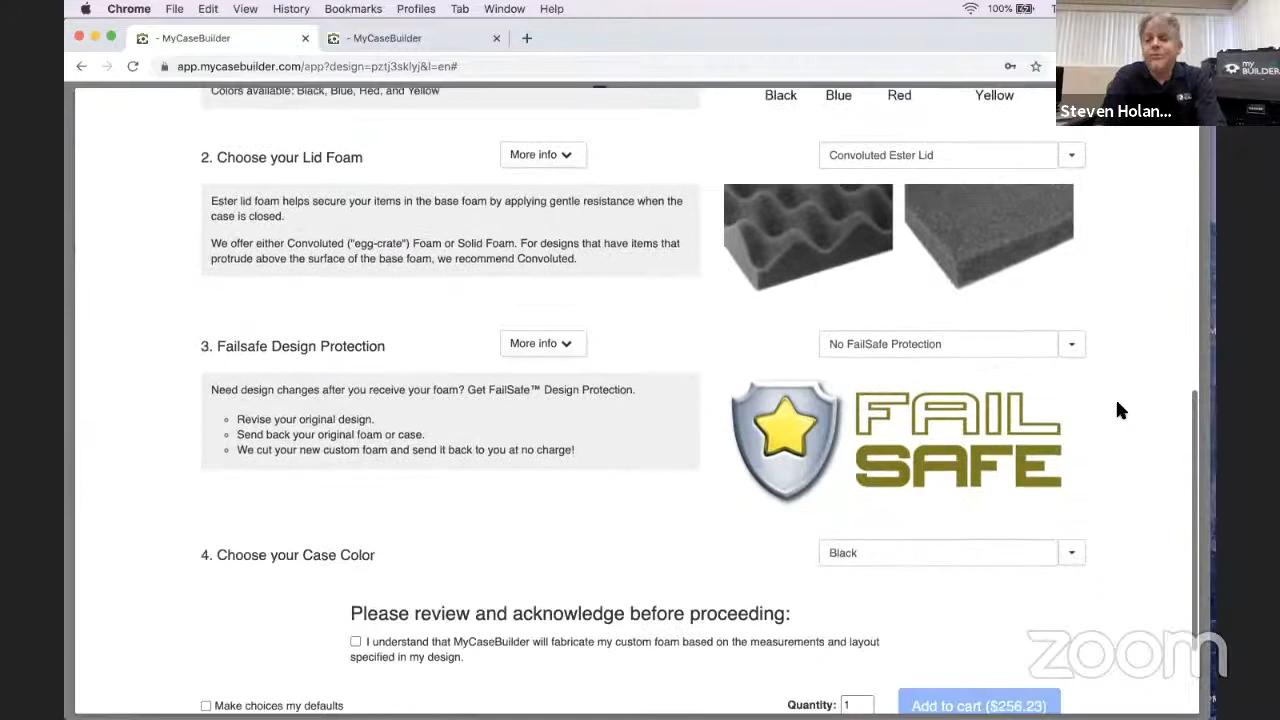 Chrome File Edit View History Bookmarks Profiles Tab Window Help 100%
- MyCaseBuilder - MyCaseBuilder
app.mycasebuilder.com/app?design=pztj3sklyj&l=en#
my BUILDER
Steven Holan...
Colors available: Black, Blue, Red, and Yellow
Black Blue Red Yellow
2. Choose your Lid Foam More info Convoluted Ester Lid
Ester lid foam helps secure your items in the base foam by applying gentle resistance when the
case is closed.
We offer either Convoluted ("egg-crate") Foam or Solid Foam. For designs that have items that
protrude above the surface of the base foam, we recommend Convoluted.
3. Failsafe Design Protection More info No FailSafe Protection
Need design changes after you receive your foam? Get FailSafe™ Design Protection.
Revise your original design.
Send back your original foam or case.
We cut your new custom foam and send it back to you at no charge!
FAIL
SAFE
4. Choose your Case Color Black
Please review and acknowledge before proceeding:
I understand that MyCaseBuilder will fabricate my custom foam based on the measurements and layout
specified in my design.
zoom
Make choices my defaults Quantity: 1 Add to cart ($256.23)